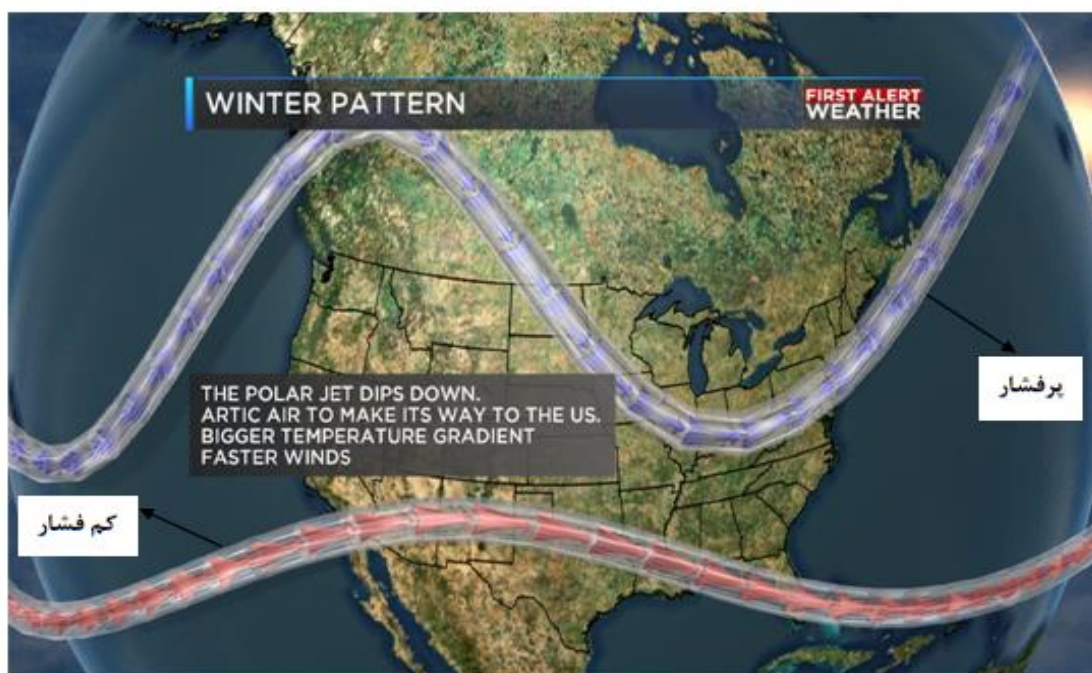 WINTER PATTERN
FIRST ALERT
WEATHER
پرفشار
THE POLAR JET DIPS DOWN.
ARTIC AIR TO MAKE ITS WAY TO THE US.
BIGGER TEMPERATURE GRADIENT
FASTER WINDS
کم فشار